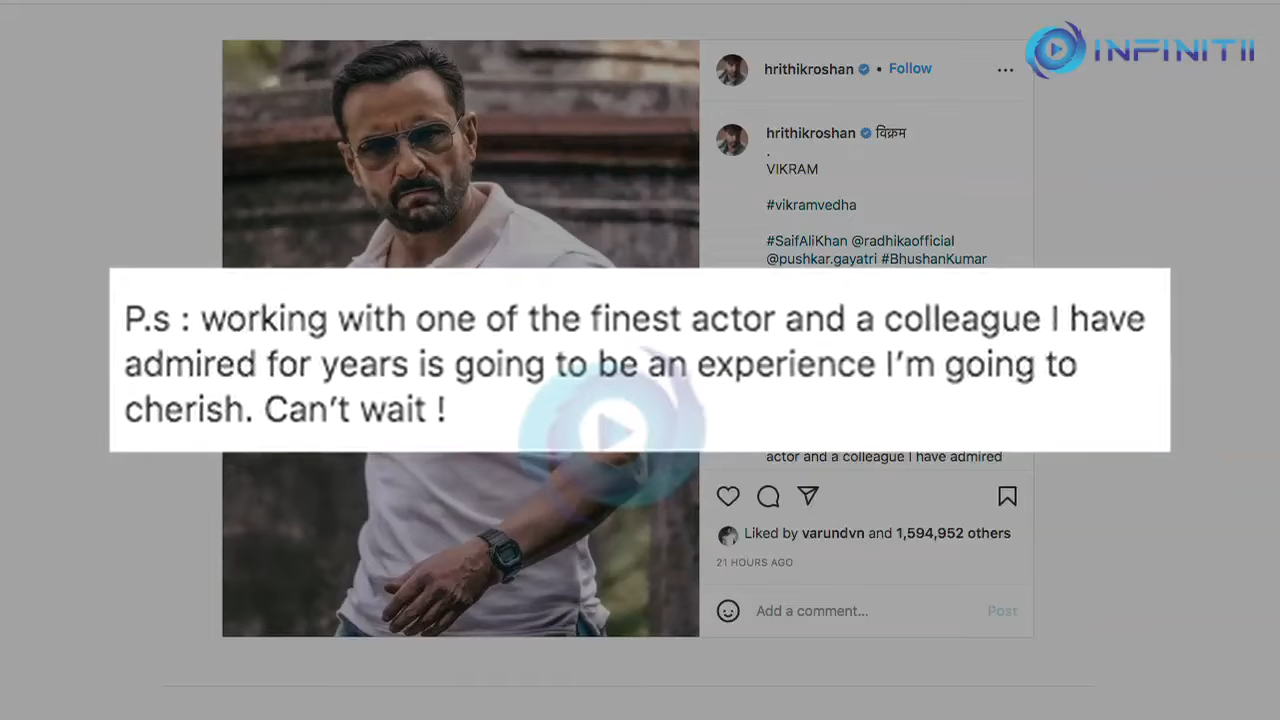 INFINITII
hrithikroshan • Follow
hrithikroshan विक्रम
.
VIKRAM
#vikramvedha
#SaifAliKhan @radhikaofficial
@pushkar.gayatri #BhushanKumar
P.s : working with one of the finest actor and a colleague I have
admired for years is going to be an experience I’m going to
cherish. Can’t wait !
actor and a colleague I have admired
Liked by varundvn and 1,594,952 others
21 HOURS AGO
Add a comment... Post